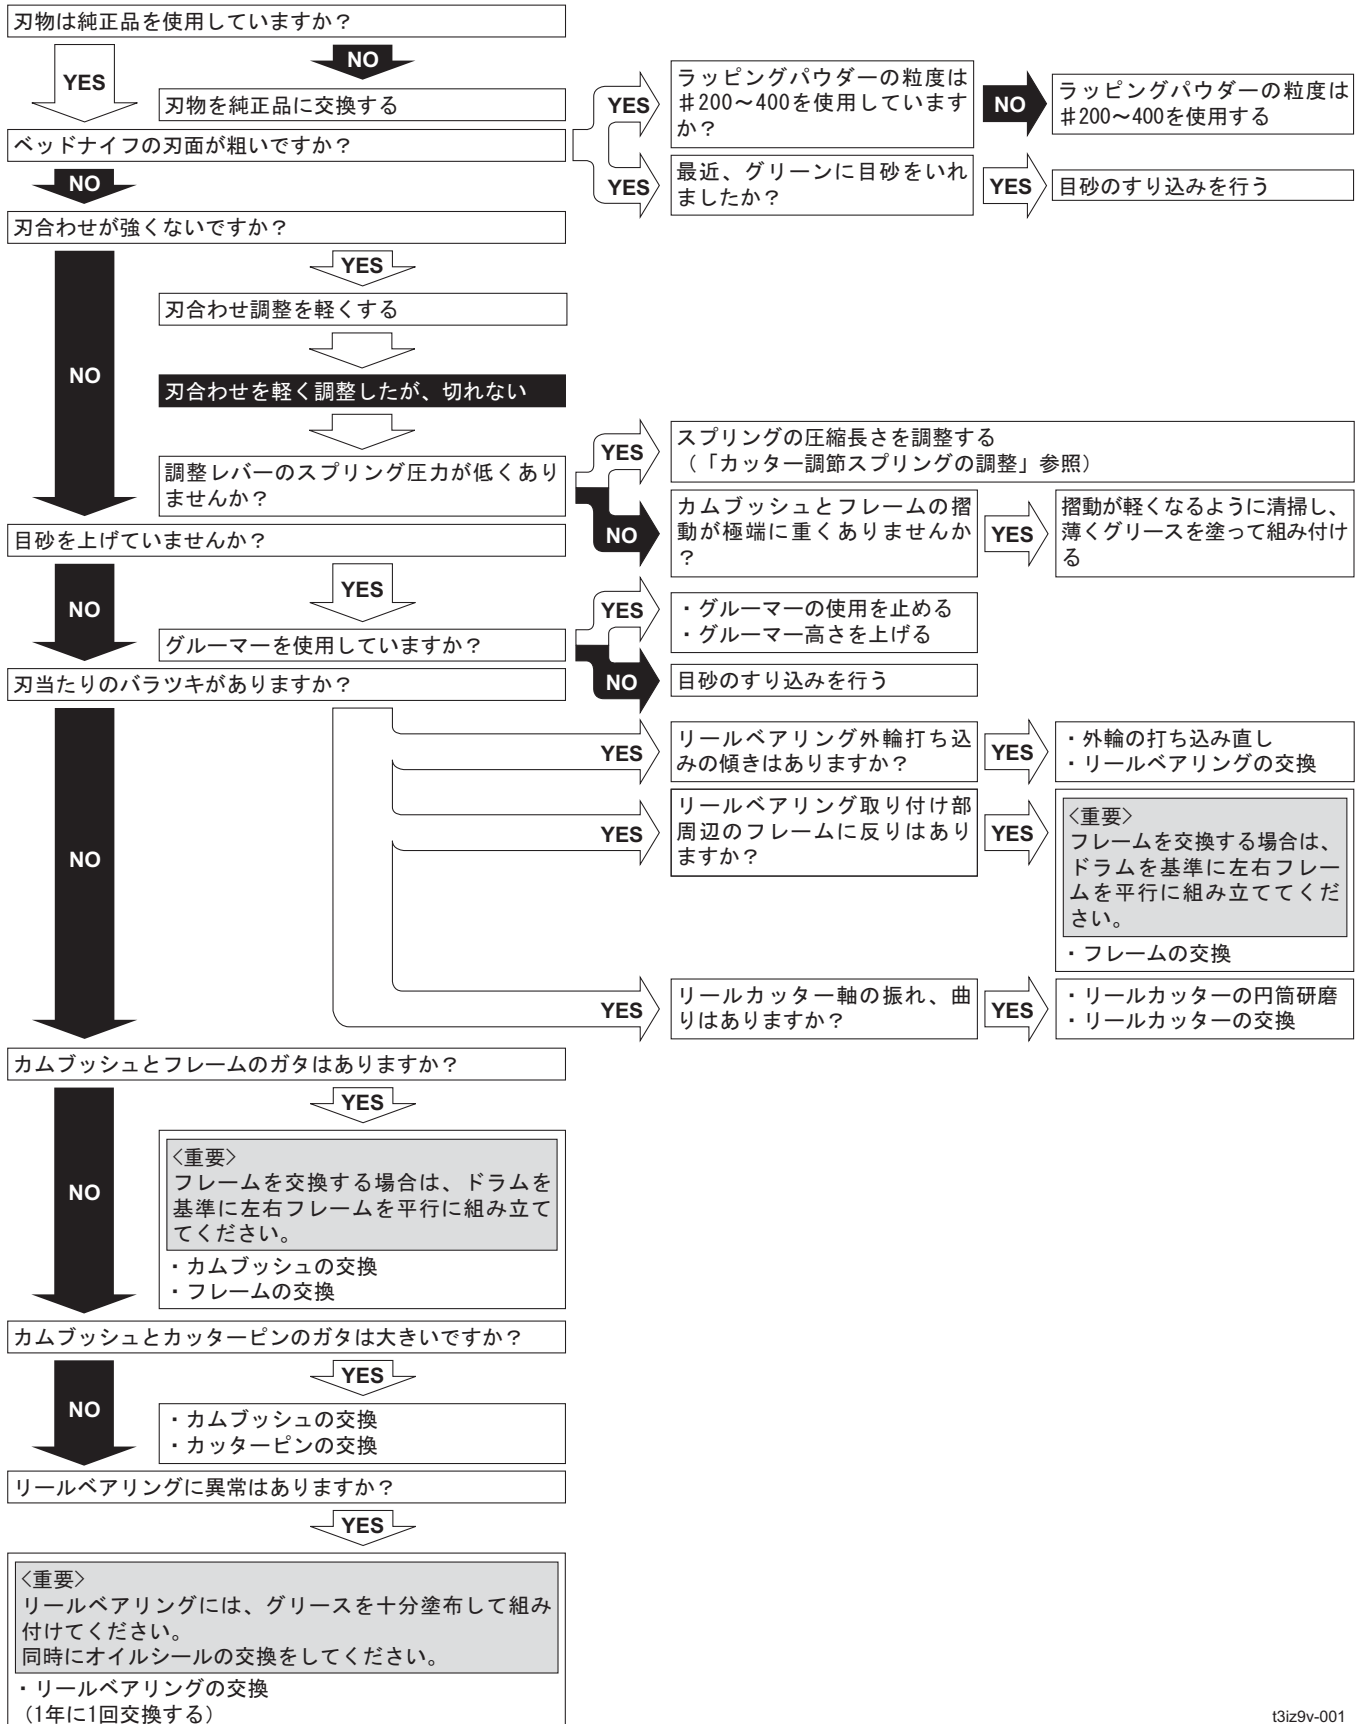 刃物は純正品を使用していますか？
YES
NO
刃物を純正品に交換する
ベッドナイフの刃面が粗いですか？
YES
ラッピングパウダーの粒度は
♯200～400を使用しています
か？
NO
ラッピングパウダーの粒度は
♯200～400を使用する
YES
最近、グリーンに目砂をいれ
ましたか？
YES
目砂のすり込みを行う
NO
刃合わせが強くないですか？
YES
刃合わせ調整を軽くする
NO
刃合わせを軽く調整したが、切れない
調整レバーのスプリング圧力が低くあり
ませんか？
YES
スプリングの圧縮長さを調整する
（「カッター調節スプリングの調整」参照）
NO
カムブッシュとフレームの摺
動が極端に重くありませんか
？
YES
摺動が軽くなるように清掃し、
薄くグリースを塗って組み付け
る
目砂を上げていませんか？
NO
YES
グルーマーを使用していますか？
YES
・グルーマーの使用を止める
・グルーマー高さを上げる
NO
目砂のすり込みを行う
刃当たりのバラツキがありますか？
YES
リールベアリング外輪打ち込
みの傾きはありますか？
YES
・外輪の打ち込み直し
・リールベアリングの交換
YES
リールベアリング取り付け部
周辺のフレームに反りはあり
ますか？
YES
〈重要〉
フレームを交換する場合は、
ドラムを基準に左右フレー
ムを平行に組み立ててくだ
さい。
・フレームの交換
NO
YES
リールカッター軸の振れ、曲
りはありますか？
YES
・リールカッターの円筒研磨
・リールカッターの交換
カムブッシュとフレームのガタはありますか？
YES
NO
〈重要〉
フレームを交換する場合は、ドラムを
基準に左右フレームを平行に組み立て
てください。
・カムブッシュの交換
・フレームの交換
カムブッシュとカッターピンのガタは大きいですか？
YES
NO
・カムブッシュの交換
・カッターピンの交換
リールベアリングに異常はありますか？
YES
〈重要〉
リールベアリングには、グリースを十分塗布して組み
付けてください。
同時にオイルシールの交換をしてください。
・リールベアリングの交換
（1年に1回交換する）
t3iz9v-001